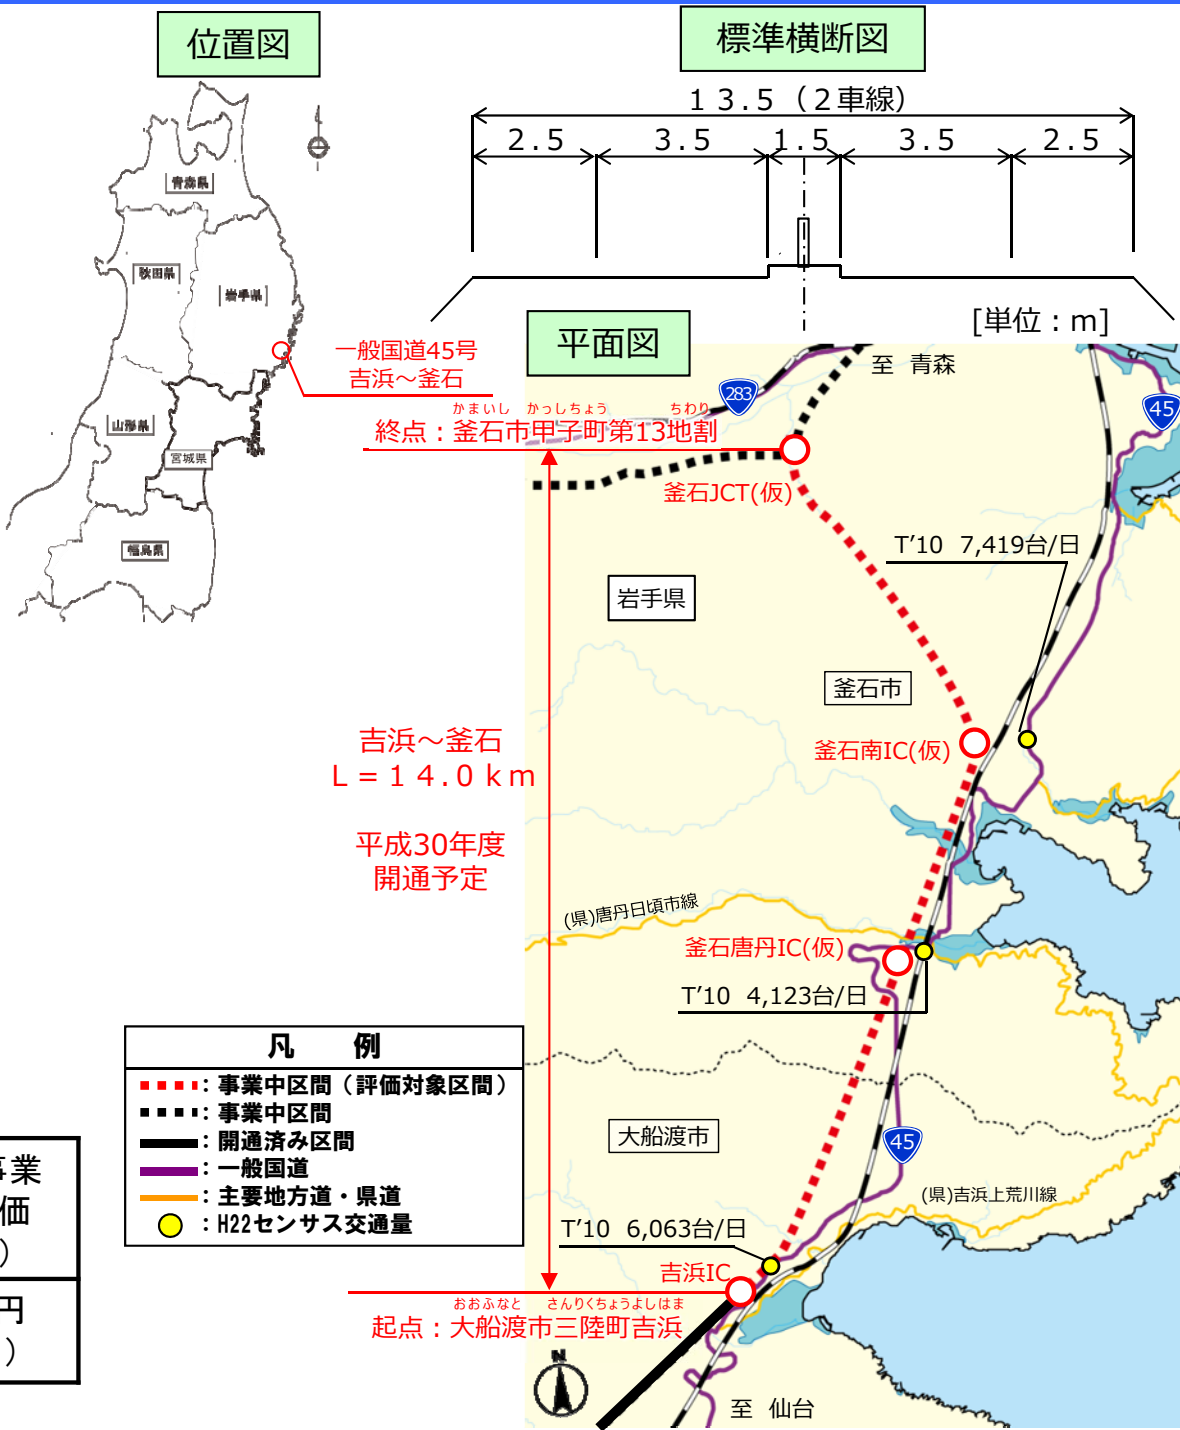 位置図
青森県
秋田県
岩手県
山形県
宮城県
福島県
一般国道45号
吉浜～釜石
標準横断図
13.5（2車線）
2.5 3.5 1.5 3.5 2.5
[単位：m]
平面図
至 青森
283
45
かまいし かっしちょう ちわり
終点：釜石市甲子町第13地割
釜石JCT(仮)
T'10 7,419台/日
岩手県
釜石市
釜石南IC(仮)
吉浜～釜石
L＝14.0km
平成30年度
開通予定
(県)唐丹日頃市線
釜石唐丹IC(仮)
T'10 4,123台/日
凡 例
：事業中区間（評価対象区間）
：事業中区間
：開通済み区間
：一般国道
：主要地方道・県道
：H22センサス交通量
大船渡市
45
(県)吉浜上荒川線
T'10 6,063台/日
吉浜IC
おおふなと さんりくちょうよしはま
起点：大船渡市三陸町吉浜
N
至 仙台
業
価
）
円
）